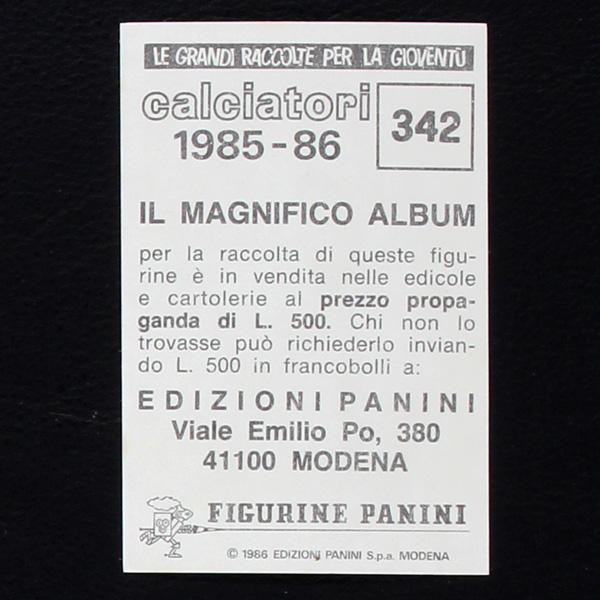 LE GRANDI RACCOLTE PER LA GIOVENTÙ
calciatori
1985-86
342
IL MAGNIFICO ALBUM
per la raccolta di queste figu-
rine è in vendita nelle edicole
e cartolerie al prezzo propa-
ganda di L. 500. Chi non lo
trovasse può richiederlo invian-
do L. 500 in francobolli a:
EDIZIONI PANINI
Viale Emilio Po, 380
41100 MODENA
FIGURINE PANINI
© 1986 EDIZIONI PANINI S.p.a. MODENA